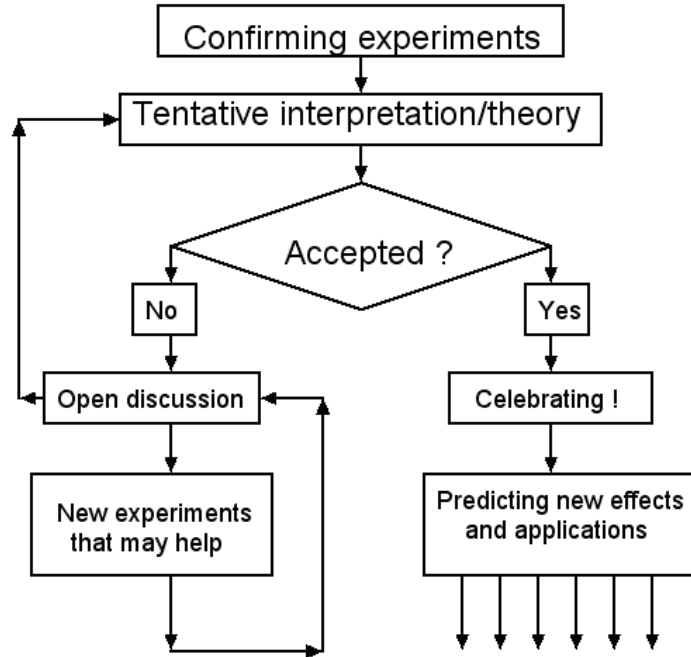 Confirming experiments
Tentative interpretation/theory
Accepted ?
No
Yes
Open discussion
Celebrating !
New experiments
that may help
Predicting new effects
and applications